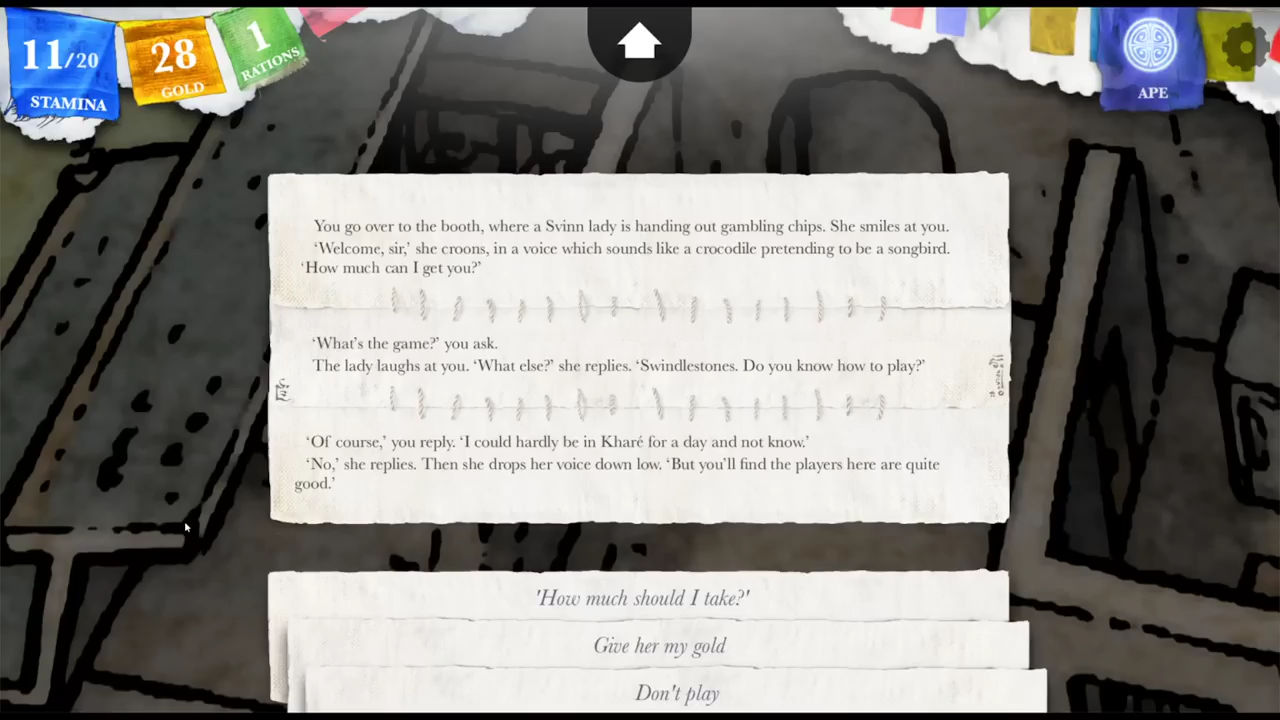 11/20
STAMINA
28
GOLD
1
RATIONS
APE
You go over to the booth, where a Svinn lady is handing out gambling chips. She smiles at you.
‘Welcome, sir,’ she croons, in a voice which sounds like a crocodile pretending to be a songbird.
‘How much can I get you?’
‘What’s the game?’ you ask.
The lady laughs at you. ‘What else?’ she replies. ‘Swindlestones. Do you know how to play?’
‘Of course,’ you reply. ‘I could hardly be in Kharé for a day and not know.’
‘No,’ she replies. Then she drops her voice down low. ‘But you’ll find the players here are quite
good.’
'How much should I take?'
Give her my gold
Don't play